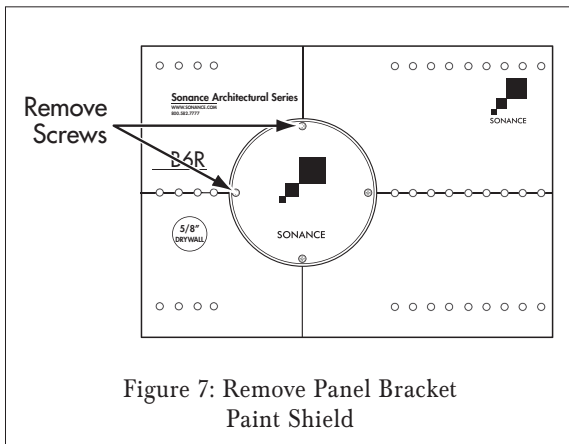 Sonance Architectural Series
WWW.SONANCE.COM
800.582.7777
SONANCE
Remove
Screws
B6R
5/8"
DRYWALL
SONANCE
Figure 7: Remove Panel Bracket
Paint Shield